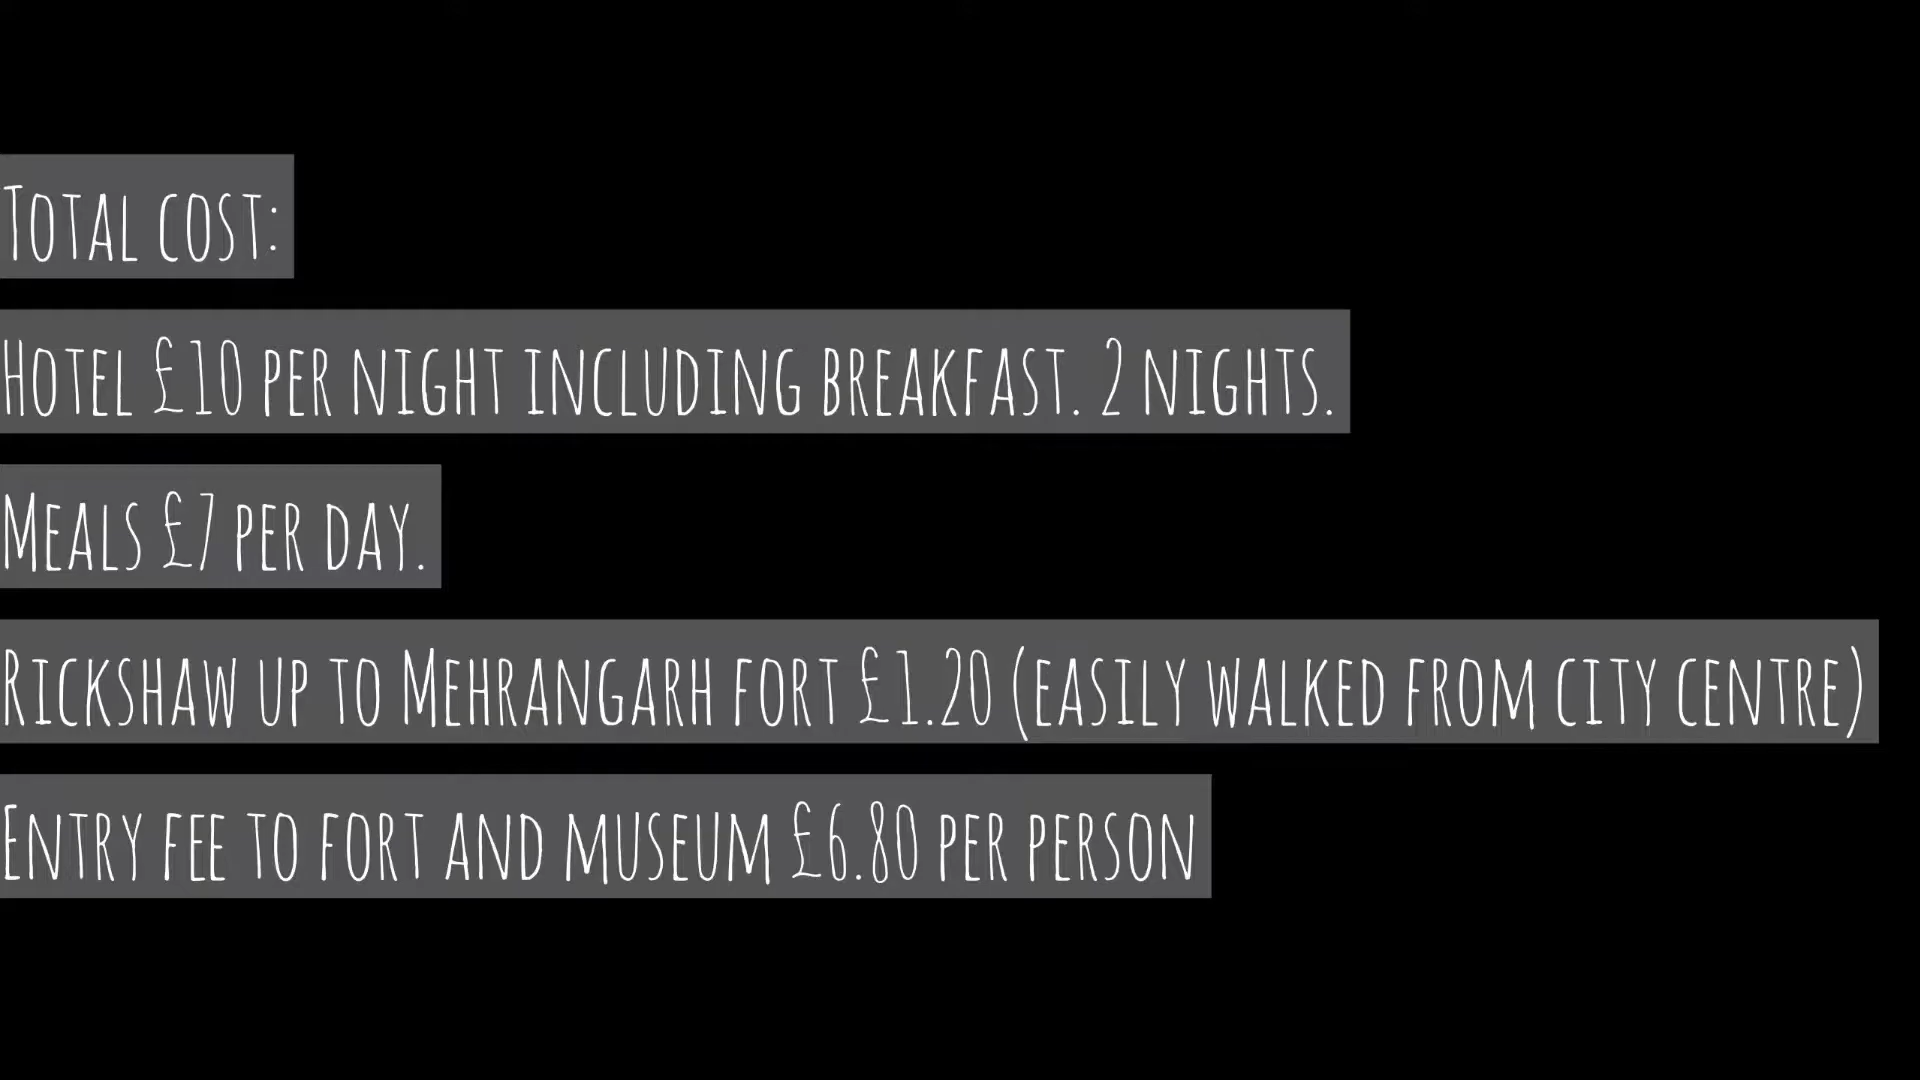 Total cost:
Hotel £10 per night including breakfast. 2 nights.
Meals £7 per day.
Rickshaw up to Mehrangarh fort £1.20 (easily walked from city centre)
Entry fee to fort and museum £6.80 per person